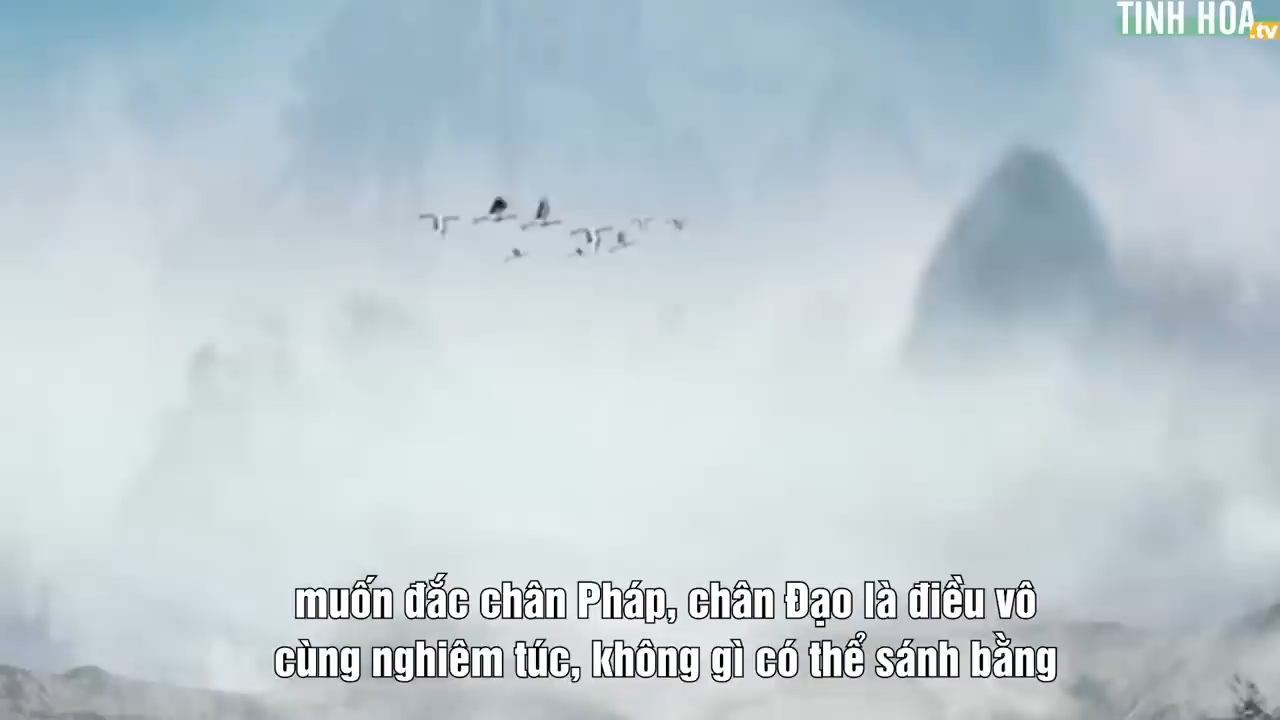 TINH HOA
.tv
muốn đắc chân Pháp, chân Đạo là điều vô
cùng nghiêm túc, không gì có thể sánh bằng